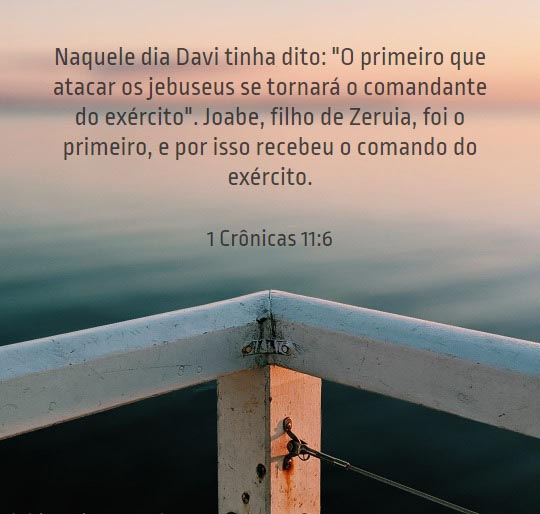 Naquele dia Davi tinha dito: "O primeiro que
atacar os jebuseus se tornará o comandante
do exército". Joabe, filho de Zeruia, foi o
primeiro, e por isso recebeu o comando do
exército.
1 Crônicas 11:6